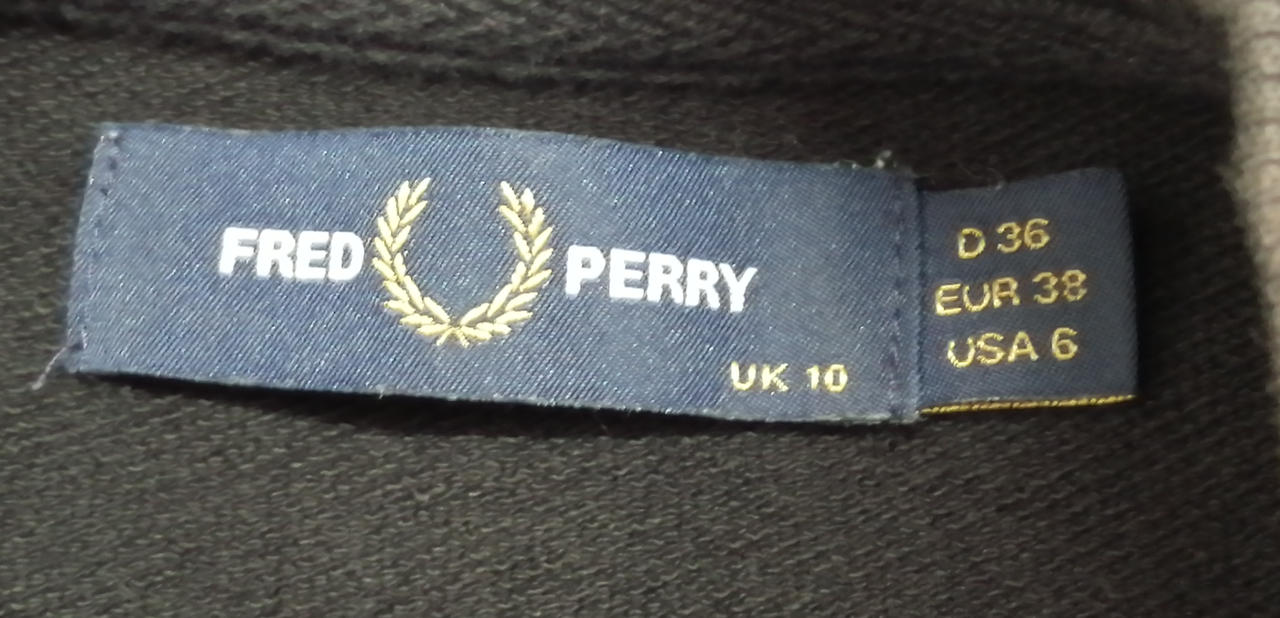 FRED PERRY
UK 10
D 36
EUR 38
USA 6